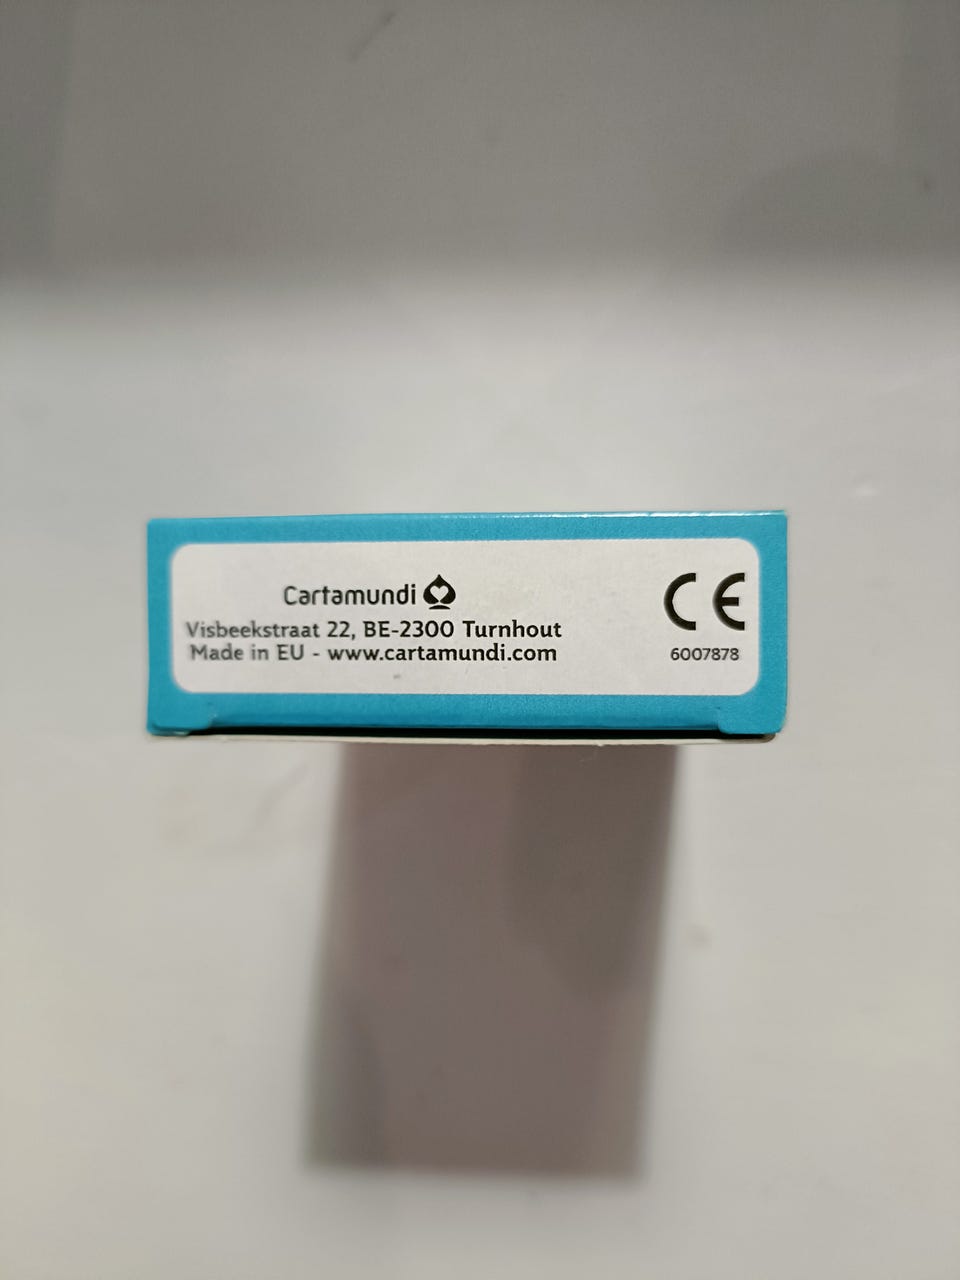 Cartamundi
Visbeekstraat 22, BE-2300 Turnhout
Made in EU - www.cartamundi.com
CE
6007878